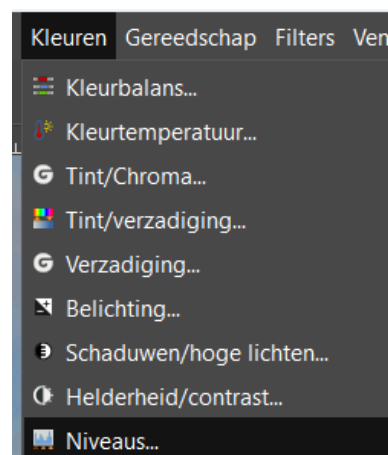 Kleuren Gereedschap Filters
Kleurbalans...
Kleurtemperatuur...
Tint/Chroma...
Tint/verzadiging...
Verzadiging...
Belichting...
Schaduwen/hoge lichten...
Helderheid/contrast...
Niveaus...